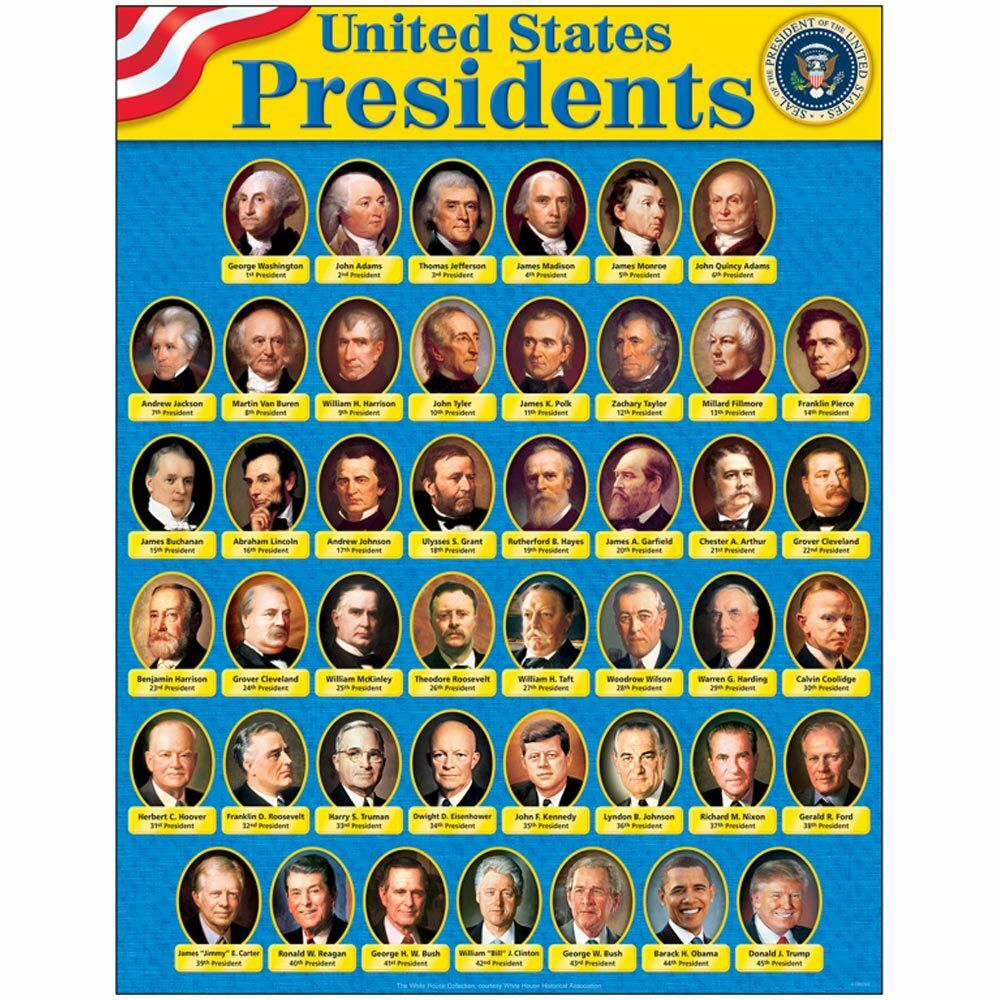 United States
Presidents
SEAL OF THE PRESIDENT OF THE UNITED STATES
George Washington
1st President
John Adams
2nd President
Thomas Jefferson
3rd President
James Madison
4th President
James Monroe
5th President
John Quincy Adams
6th President
Andrew Jackson
7th President
Martin Van Buren
8th President
William H. Harrison
9th President
John Tyler
10th President
James K. Polk
11th President
Zachary Taylor
12th President
Millard Fillmore
13th President
Franklin Pierce
14th President
James Buchanan
15th President
Abraham Lincoln
16th President
Andrew Johnson
17th President
Ulysses S. Grant
18th President
Rutherford B. Hayes
19th President
James A. Garfield
20th President
Chester A. Arthur
21st President
Grover Cleveland
22nd President
Benjamin Harrison
23rd President
Grover Cleveland
24th President
William McKinley
25th President
Theodore Roosevelt
26th President
William H. Taft
27th President
Woodrow Wilson
28th President
Warren G. Harding
29th President
Calvin Coolidge
30th President
Herbert C. Hoover
31st President
Franklin D. Roosevelt
32nd President
Harry S. Truman
33rd President
Dwight D. Eisenhower
34th President
John F. Kennedy
35th President
Lyndon B. Johnson
36th President
Richard M. Nixon
37th President
Gerald R. Ford
38th President
James "Jimmy" E. Carter
39th President
Ronald W. Reagan
40th President
George H. W. Bush
41st President
William "Bill" J. Clinton
42nd President
George W. Bush
43rd President
Barack H. Obama
44th President
Donald J. Trump
45th President
The White House Collection, courtesy White House Historical Association